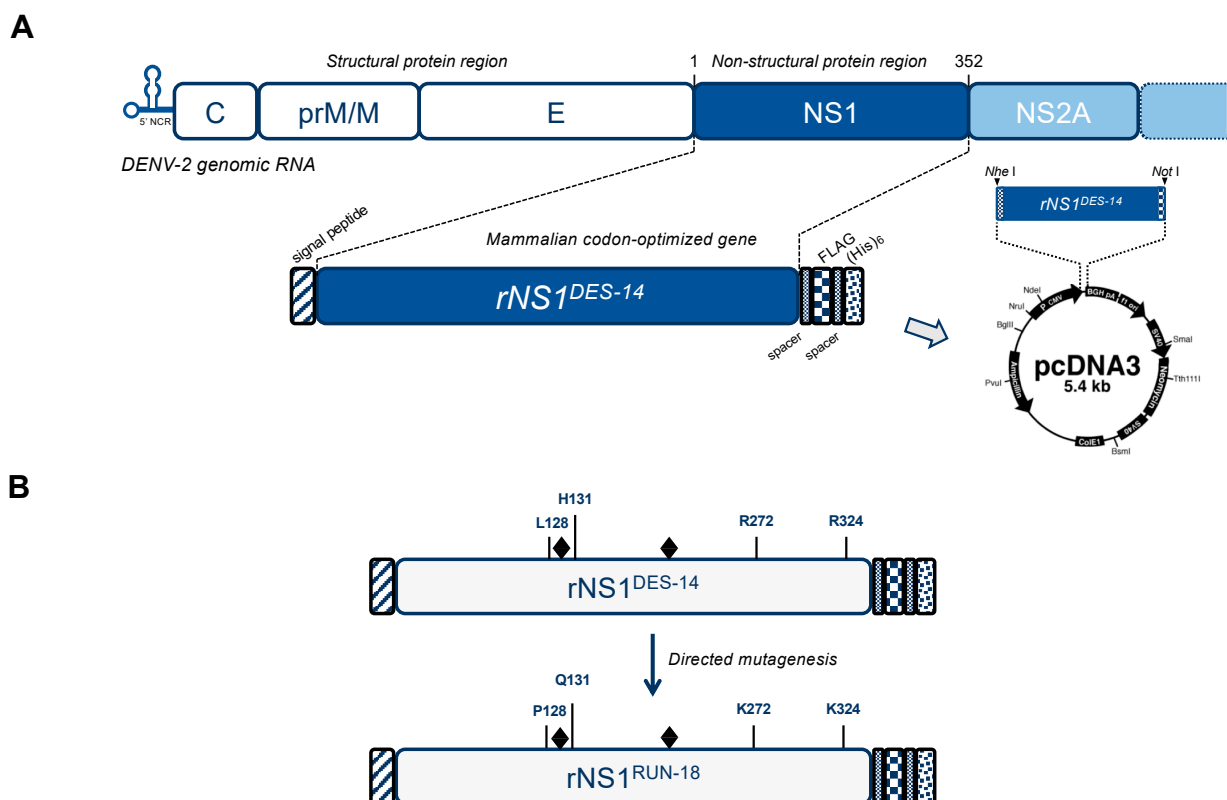 A
Structural protein region
1
Non-structural protein region
352
5' NCR
C
prM/M
E
NS1
NS2A
DENV-2 genomic RNA
Nhe I
Not I
rNS1DES-14
signal peptide
Mammalian codon-optimized gene
FLAG
(His)6
rNS1DES-14
spacer
spacer
NdeI
NruI
BglII
PvuI
P CMV
BGH pA
f1 ori
SV40
SmaI
Tth111I
Neomycin
SV40
BsmI
ColE1
Ampicillin
pcDNA3
5.4 kb
B
H131
L128
R272
R324
rNS1DES-14
Directed mutagenesis
Q131
P128
K272
K324
rNS1RUN-18